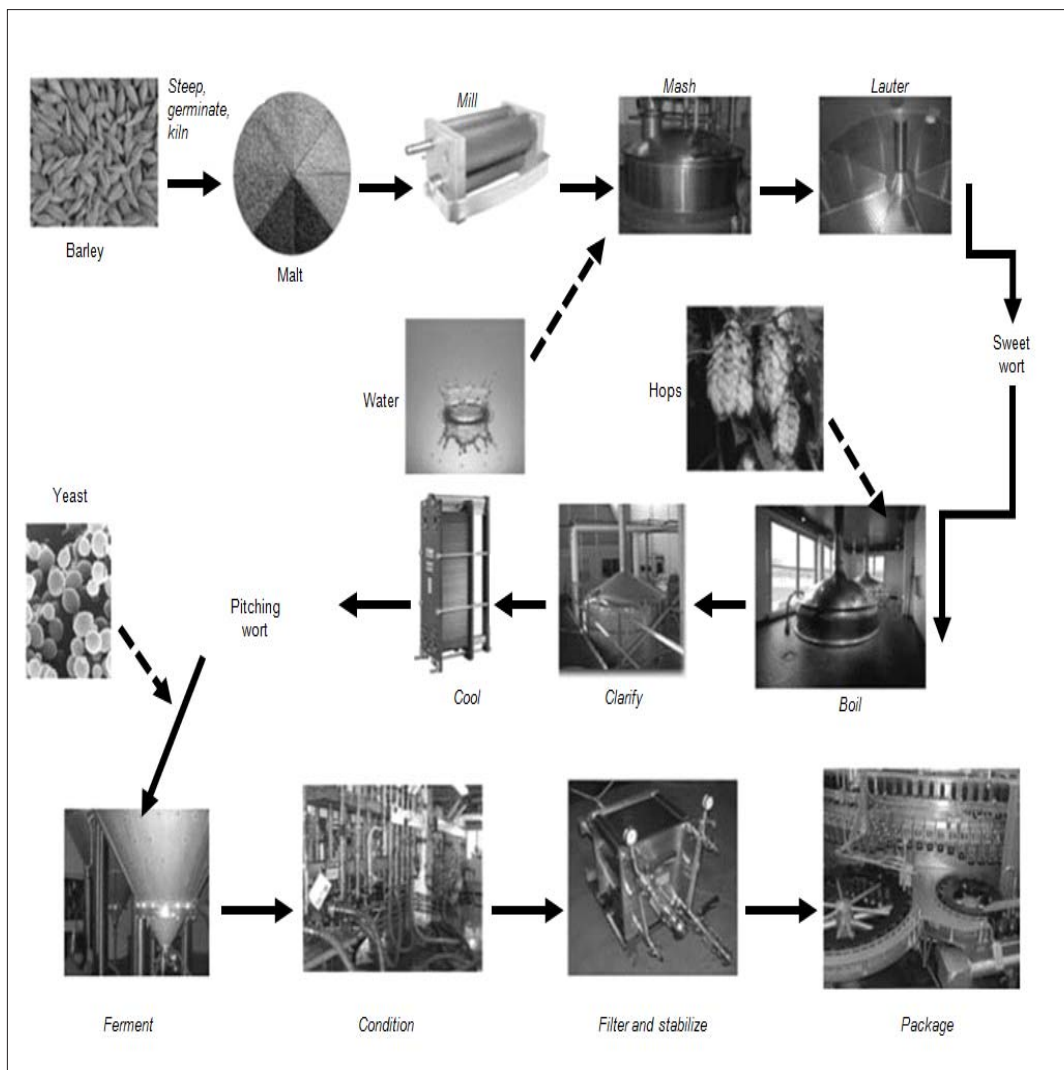 Steep,
germinate,
kiln
Mill
Mash
Lauter
Barley
Malt
Sweet
wort
Water
Hops
Yeast
Pitching
wort
Cool
Clarify
Boil
Ferment
Condition
Filter and stabilize
Package